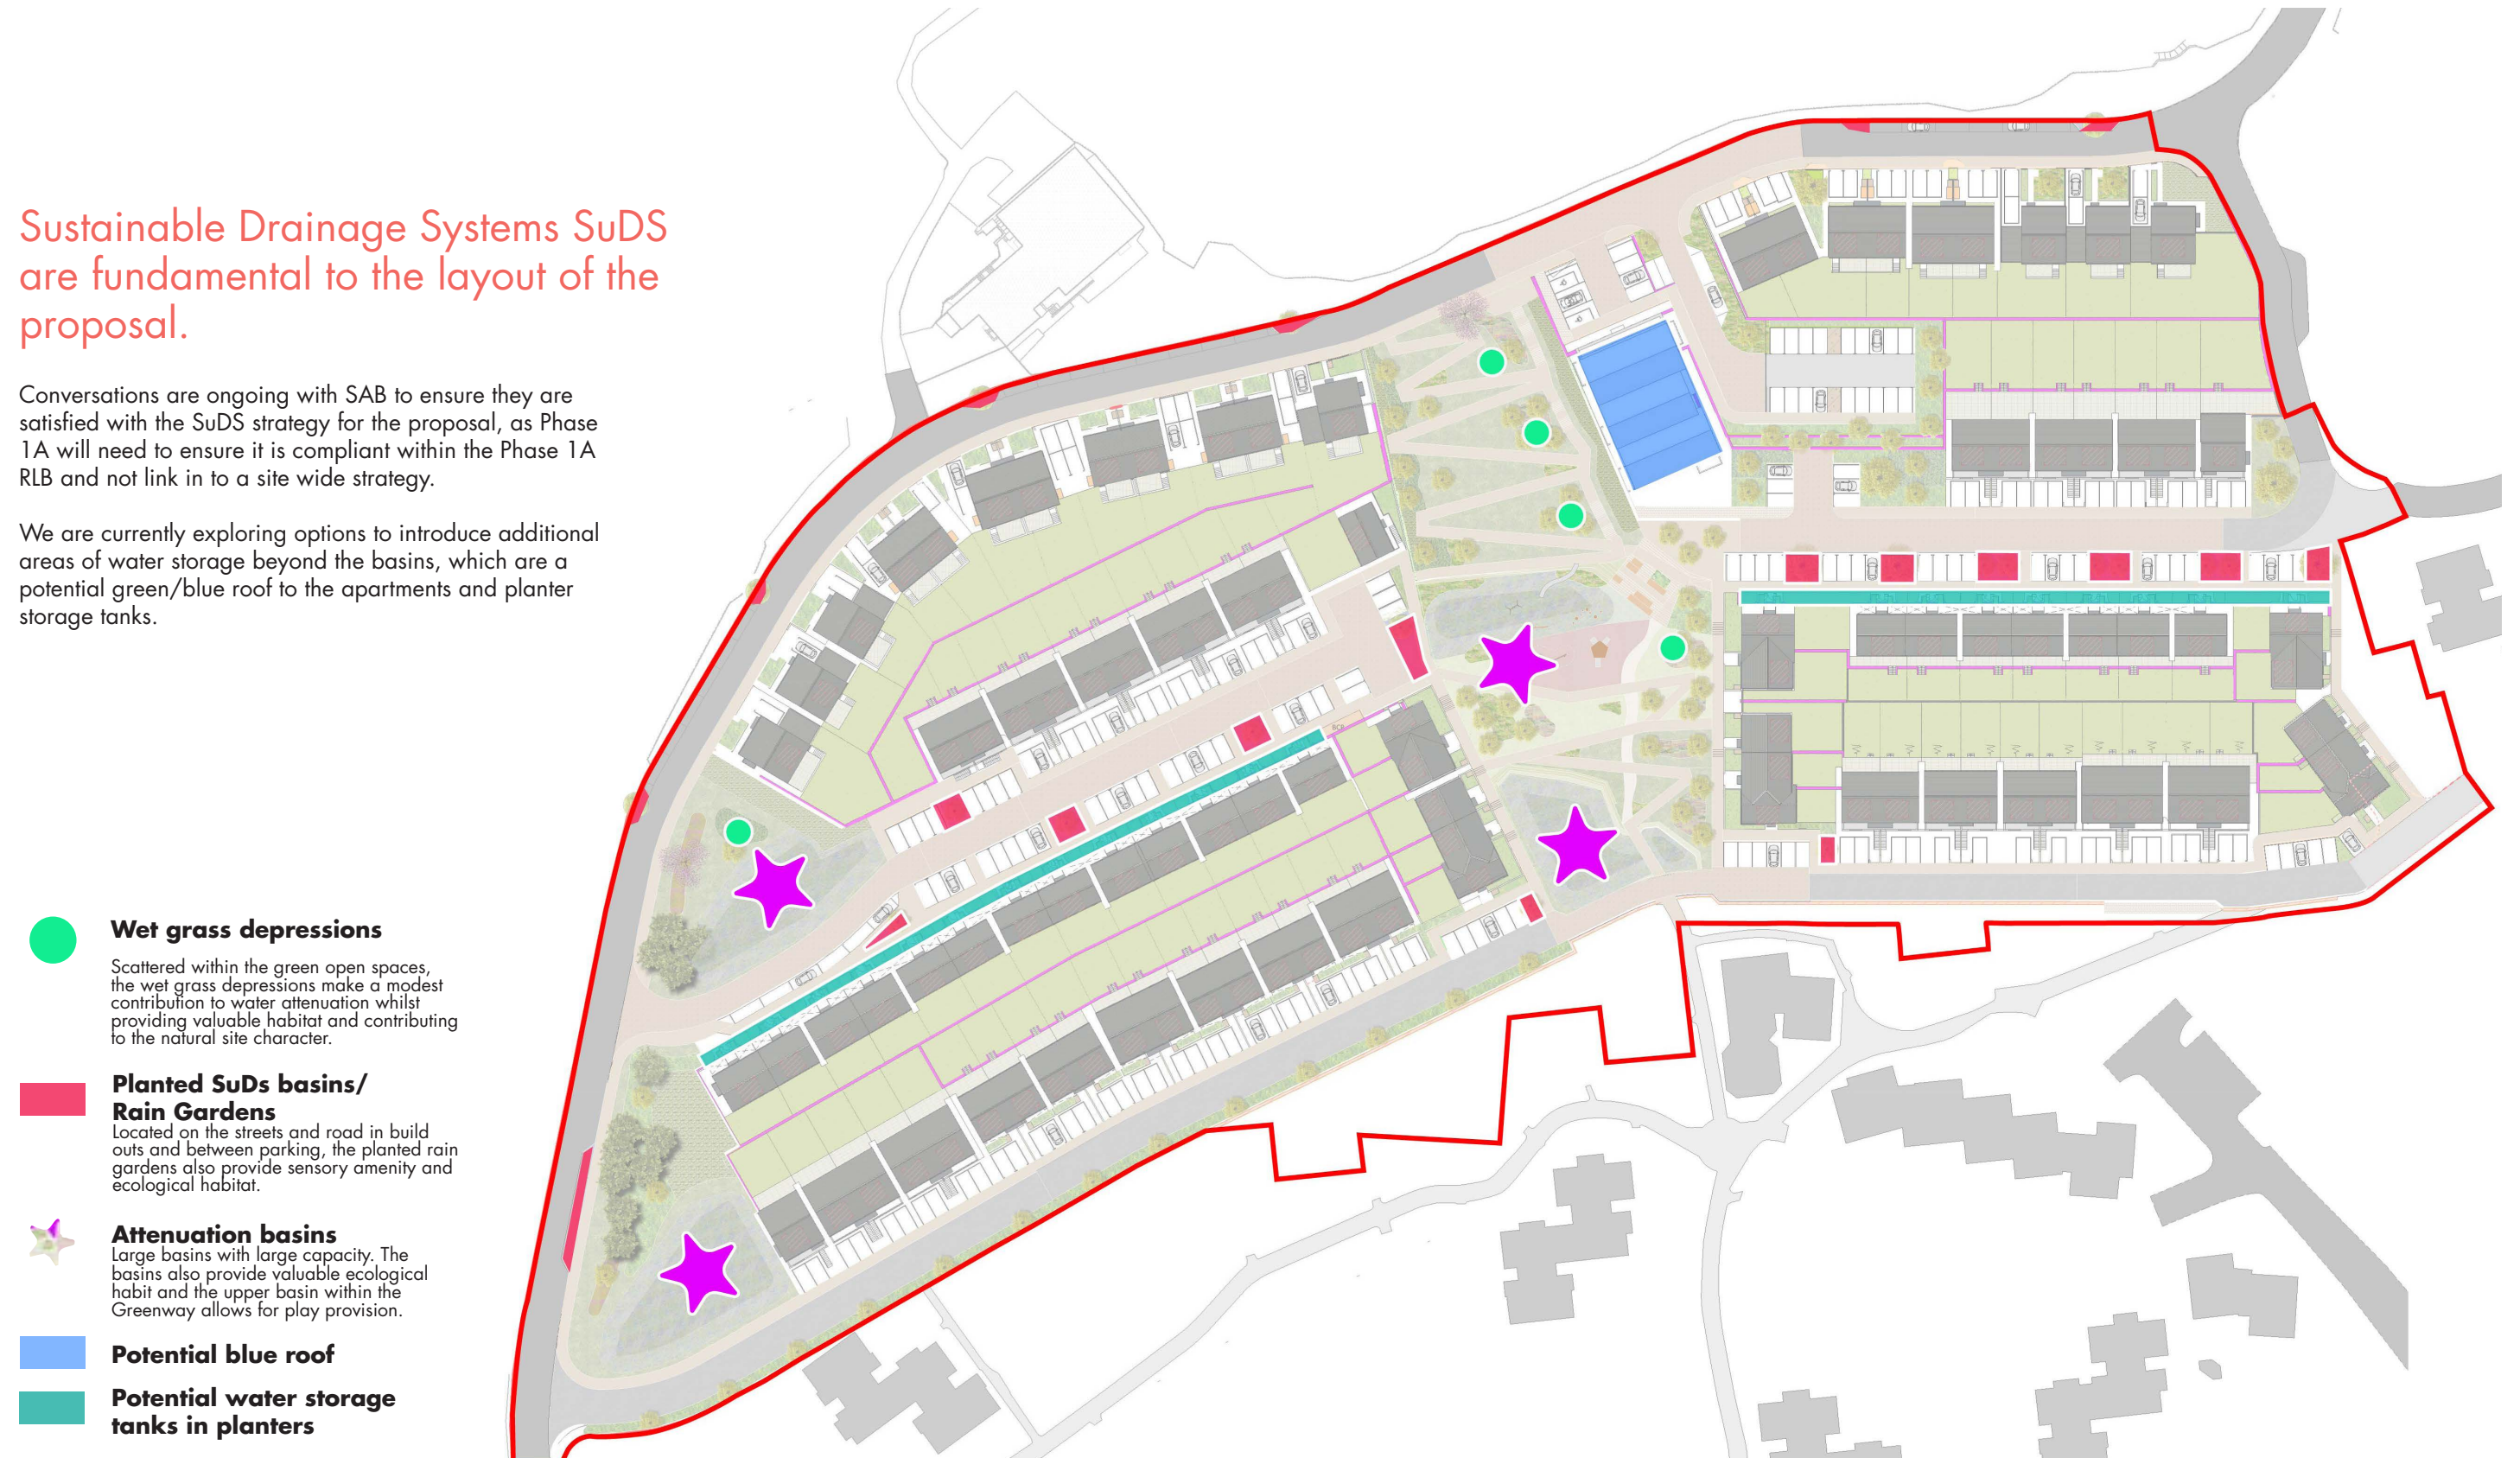 Sustainable Drainage Systems SuDS
are fundamental to the layout of the
proposal.
Conversations are ongoing with SAB to ensure they are
satisfied with the SuDS strategy for the proposal, as Phase
1A will need to ensure it is compliant within the Phase 1A
RLB and not link in to a site wide strategy.
We are currently exploring options to introduce additional
areas of water storage beyond the basins, which are a
potential green/blue roof to the apartments and planter
storage tanks.
Wet grass depressions
Scattered within the green open spaces,
the wet grass depressions make a modest
contribution to water attenuation whilst
providing valuable habitat and contributing
to the natural site character.
Planted SuDs basins/
Rain Gardens
Located on the streets and road in build
outs and between parking, the planted rain
gardens also provide sensory amenity and
ecological habitat.
Attenuation basins
Large basins with large capacity. The
basins also provide valuable ecological
habit and the upper basin within the
Greenway allows for play provision.
Potential blue roof
Potential water storage
tanks in planters